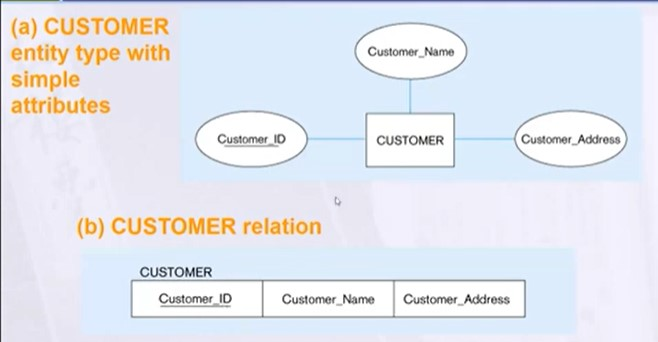 (a) CUSTOMER
entity type with
simple
attributes
Customer_Name
Customer_ID
CUSTOMER
Customer_Address
(b) CUSTOMER relation
CUSTOMER
Customer_ID
Customer_Name
Customer_Address